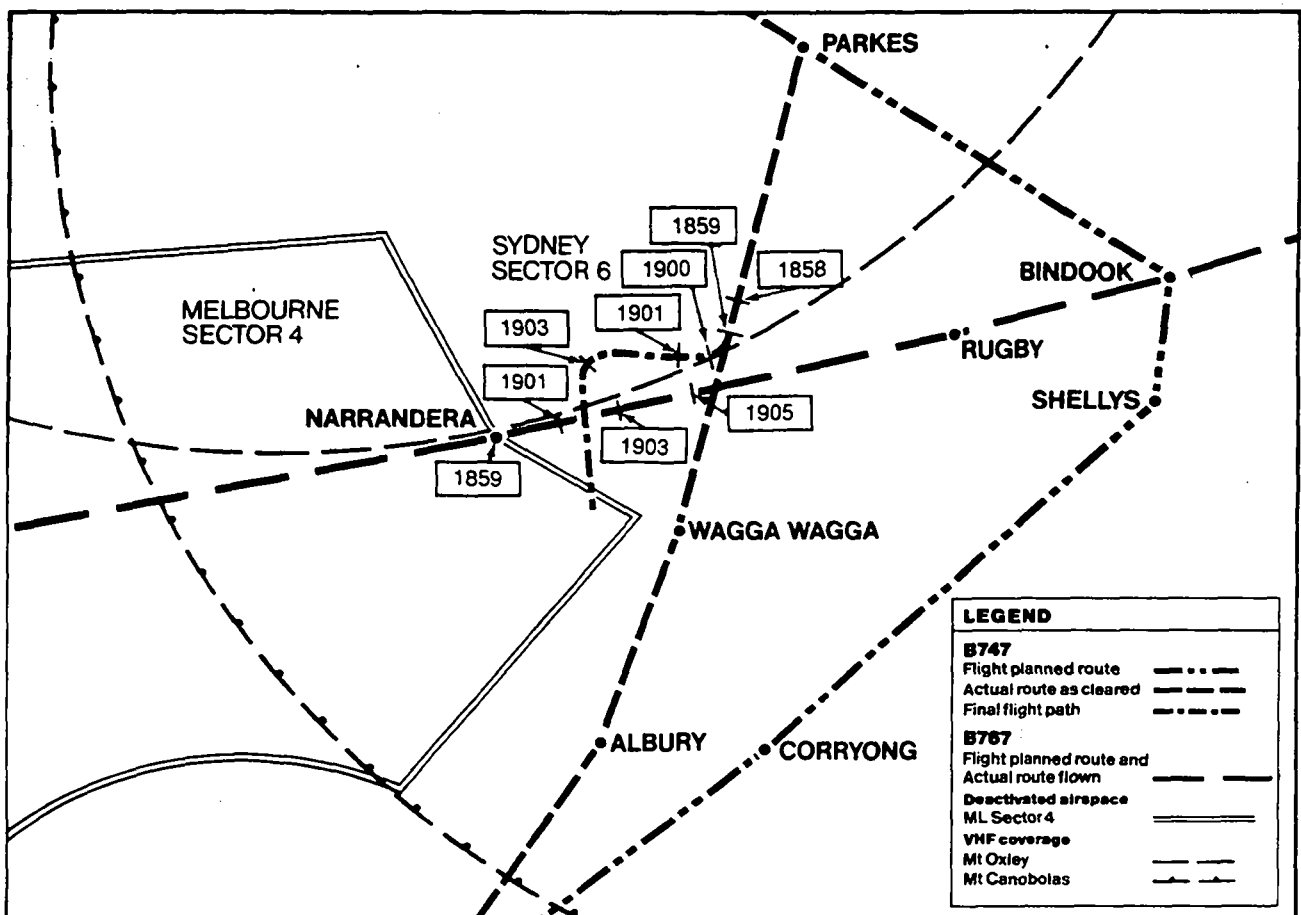 PARKES
1859
SYDNEY
SECTOR 6
1900
1858
BINDOOK
MELBOURNE
SECTOR 4
1901
1903
RUGBY
1901
SHELLYS
NARRANDERA
1905
1903
1859
WAGGA WAGGA
ALBURY
CORRYONG
LEGEND
B747
Flight planned route
Actual route as cleared
Final flight path
B767
Flight planned route and
Actual route flown
Deactivated airspace
ML Sector 4
VHF coverage
Mt Oxley
Mt Canobolas